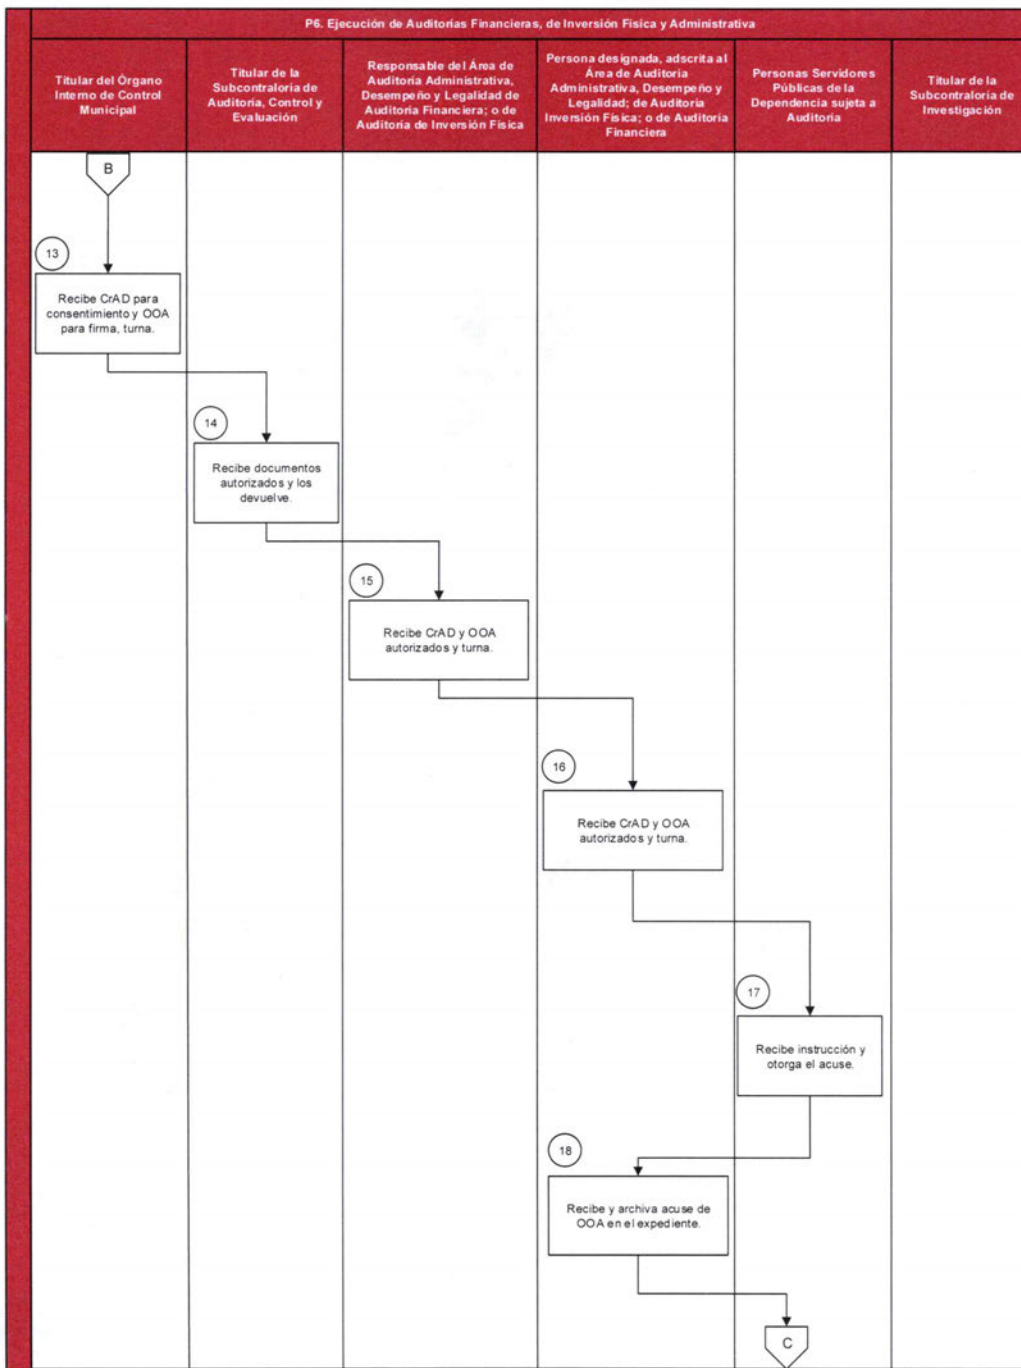 P6. Ejecución de Auditorías Financieras, de Inversión Física y Administrativa
Titular del Órgano
Interno de Control
Municipal
Titular de la
Subcontraloría de
Auditoría, Control y
Evaluación
Responsable del Área de
Auditoría Administrativa,
Desempeño y Legalidad de
Auditoría Financiera; o de
Auditoría de Inversión Física
Persona designada, adscrita al
Área de Auditoría
Administrativa, Desempeño y
Legalidad; de Auditoría
Inversión Física; o de Auditoría
Financiera
Personas Servidores
Públicas de la
Dependencia sujeta a
Auditoría
Titular de la
Subcontraloría de
Investigación
B
13
Recibe CrAD para
consentimiento y OOA
para firma, turna.
14
Recibe documentos
autorizados y los
devuelve.
15
Recibe CrAD y OOA
autorizados y turna.
16
Recibe CrAD y OOA
autorizados y turna.
17
Recibe instrucción y
otorga el acuse.
18
Recibe y archiva acuse de
OOA en el expediente.
C